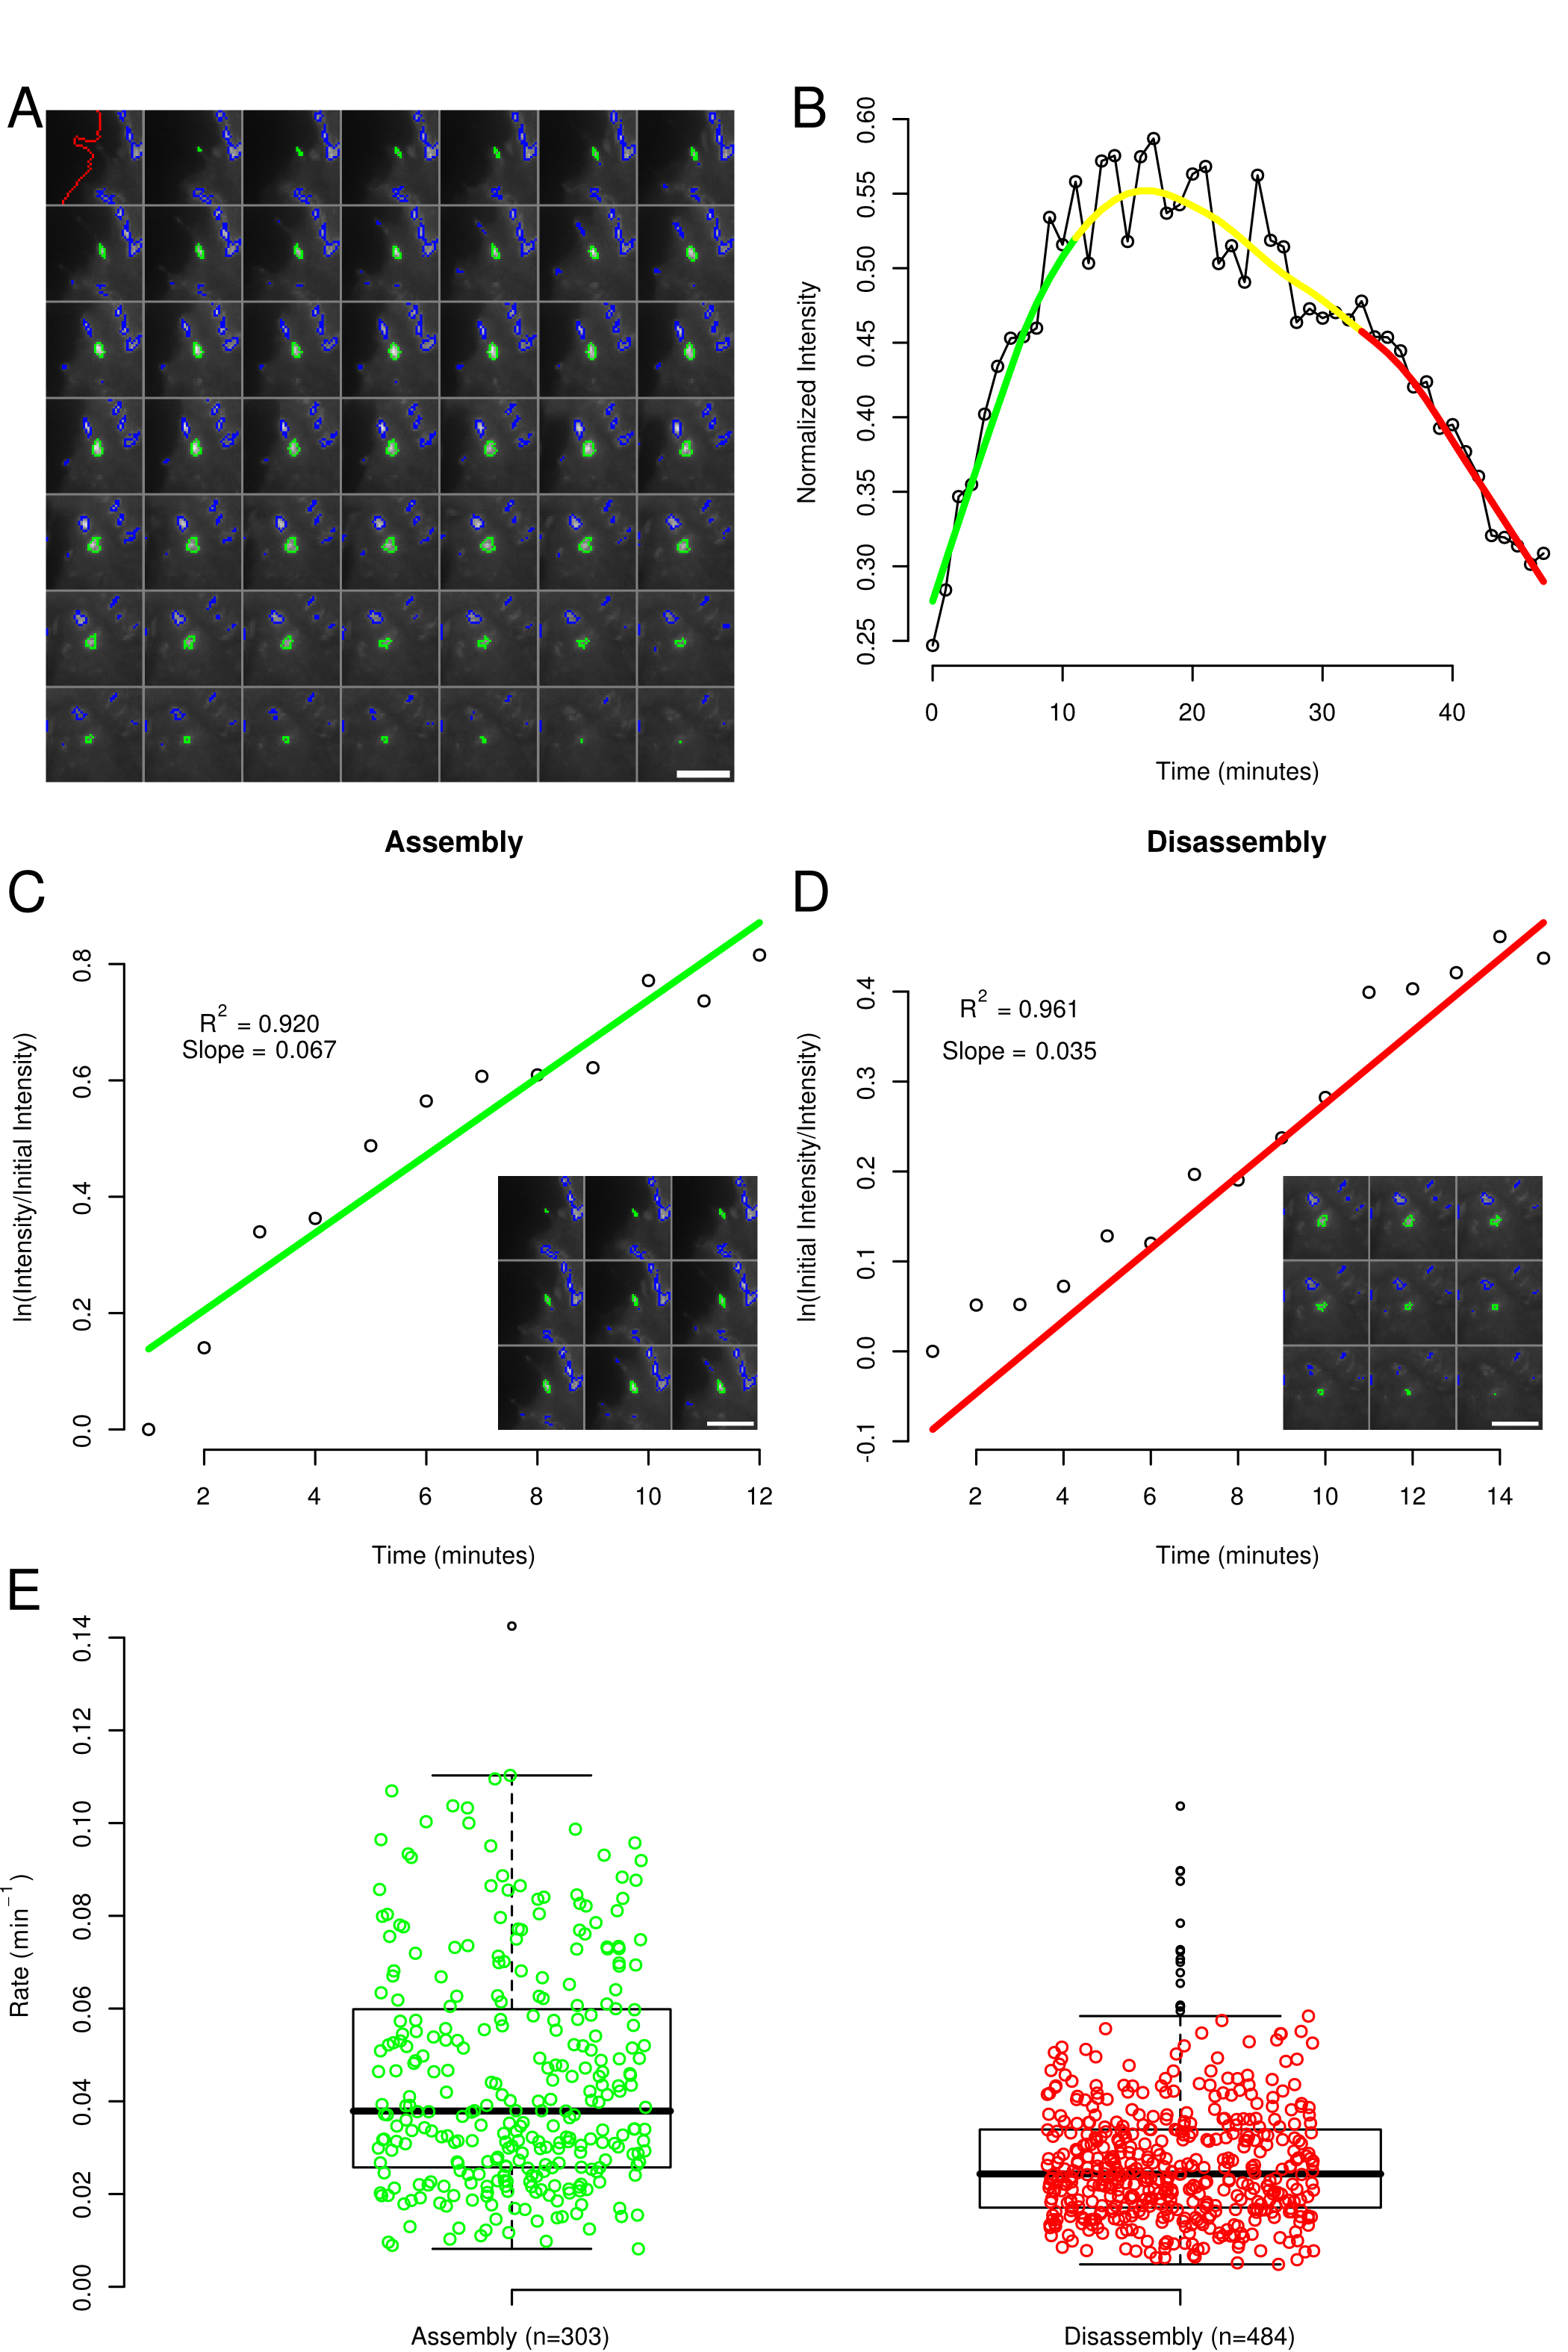 A
B
0.60
0.55
0.50
0.45
0.40
0.35
0.30
0.25
Normalized Intensity
0
10
20
30
40
Time (minutes)
Assembly
Disassembly
C
ln(Intensity/Initial Intensity)
0.8
0.6
0.4
0.2
0.0
R² = 0.920
Slope = 0.067
2
4
6
8
10
12
Time (minutes)
D
ln(Initial Intensity/Intensity)
0.4
0.3
0.2
0.1
0.0
-0.1
R² = 0.961
Slope = 0.035
2
4
6
8
10
12
14
Time (minutes)
E
Rate (min⁻¹)
0.14
0.12
0.10
0.08
0.06
0.04
0.02
0.00
Assembly (n=303)
Disassembly (n=484)